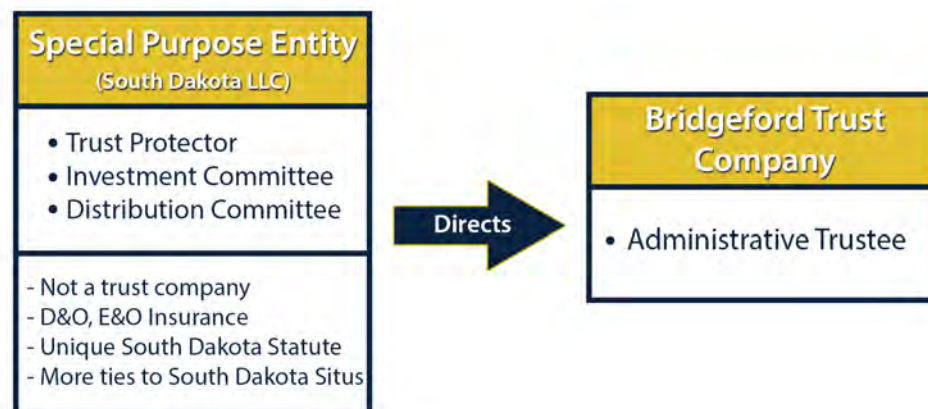 Special Purpose Entity
(South Dakota LLC)
• Trust Protector
• Investment Committee
• Distribution Committee
- Not a trust company
- D&O, E&O Insurance
- Unique South Dakota Statute
- More ties to South Dakota Situs
Directs
Bridgeford Trust
Company
• Administrative Trustee